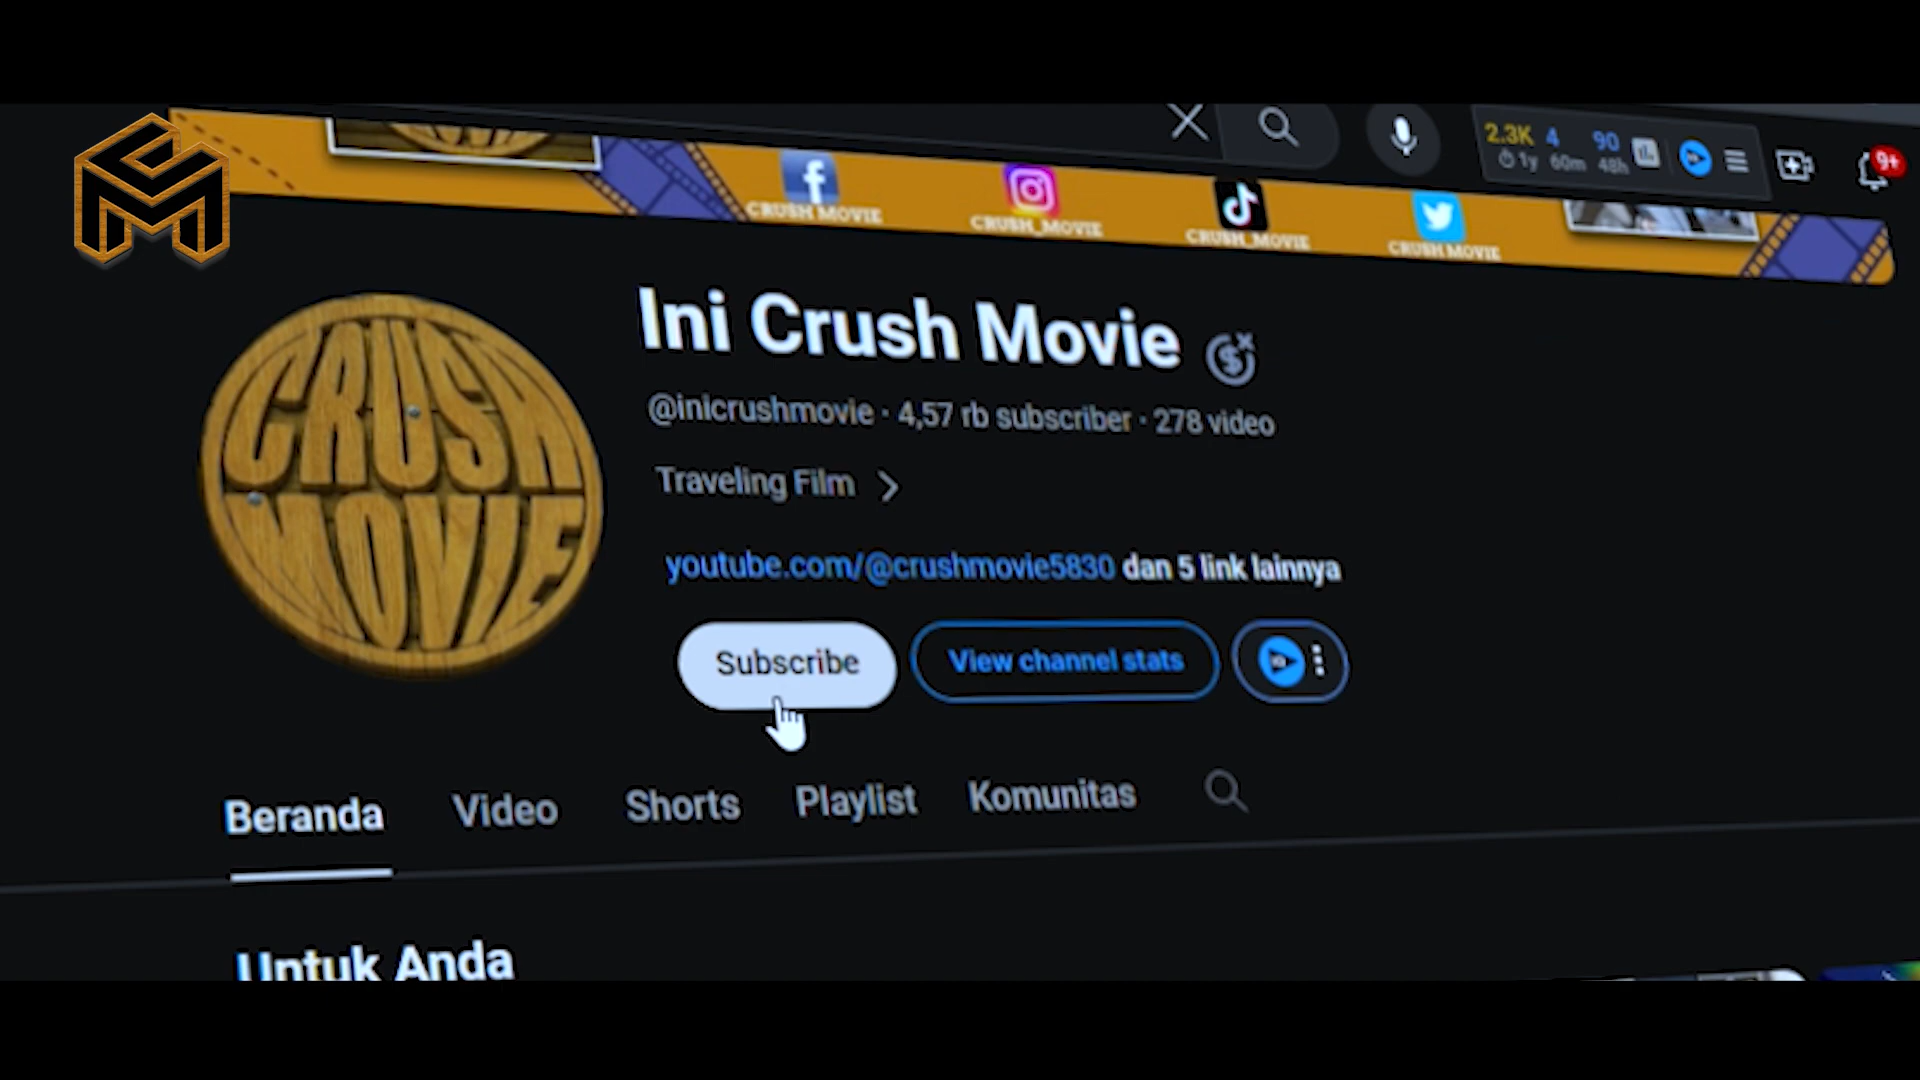 2.3K 4 90
1y 60m 48h
9+
CRUSH MOVIE
CRUSH_MOVIE
CRUSH_MOVIE
CRUSH MOVIE
Ini Crush Movie
@inicrushmovie · 4,57 rb subscriber · 278 video
Traveling Film
youtube.com/@crushmovie5830 dan 5 link lainnya
CRUSH
MOVIE
Subscribe
View channel stats
Beranda
Video
Shorts
Playlist
Komunitas
Untuk Anda